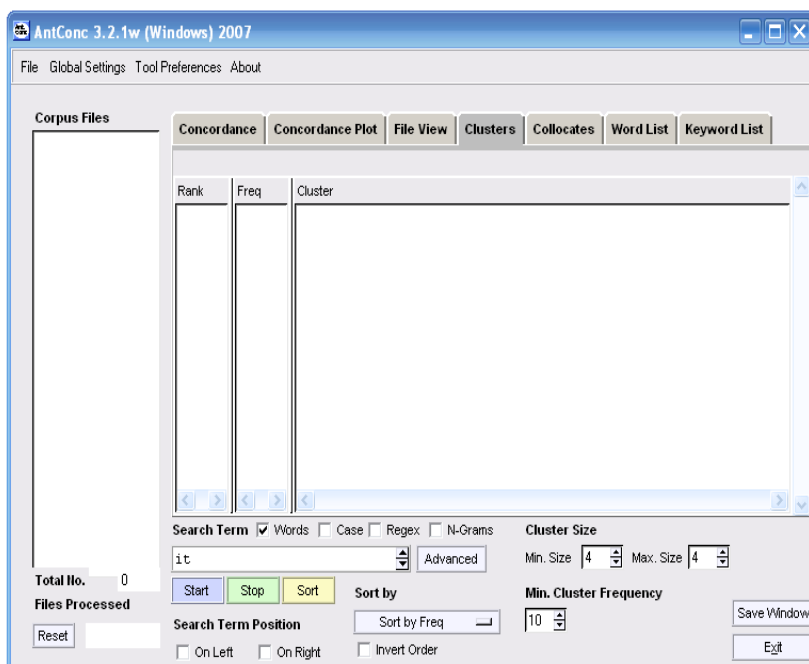 AntConc 3.2.1w (Windows) 2007
File Global Settings Tool Preferences About
Corpus Files
Concordance Concordance Plot File View Clusters Collocates Word List Keyword List
Rank Freq Cluster
Search Term Words Case Regex N-Grams Cluster Size
it Advanced Min. Size 4 Max. Size 4
Total No. 0
Start Stop Sort Sort by Min. Cluster Frequency
Files Processed
Sort by Freq 10 Save Window
Reset
Search Term Position
On Left On Right Invert Order Exit